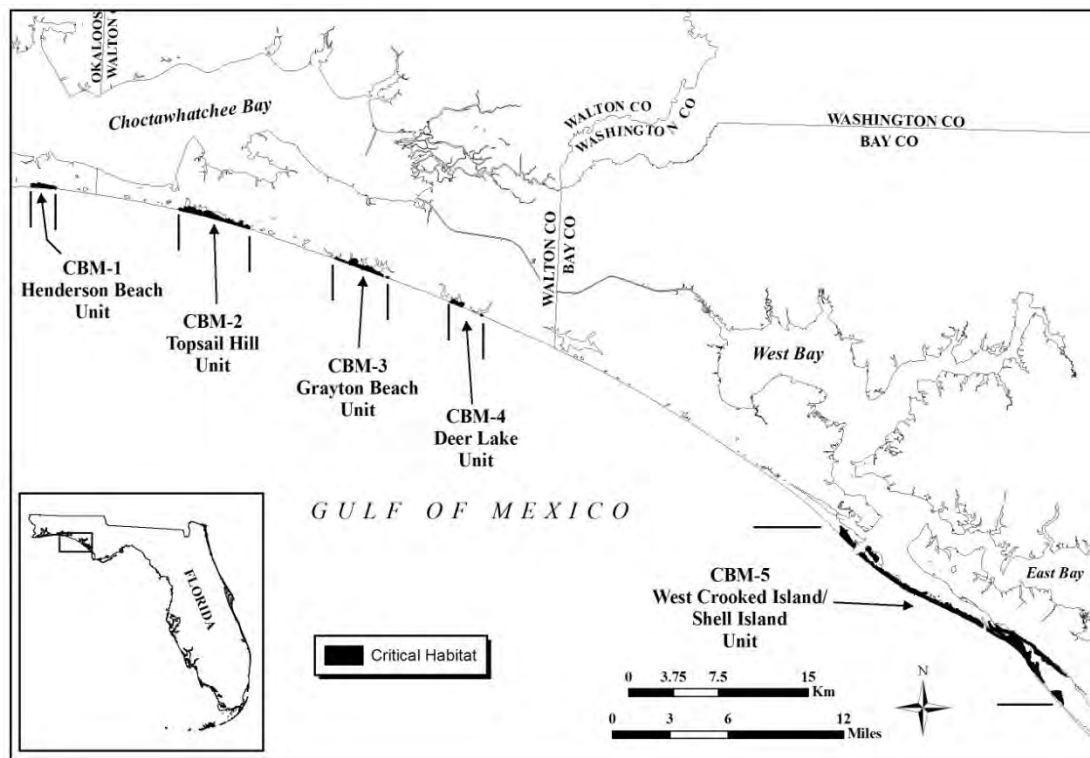 OKALOOS
WALTON
Choctawhatchee Bay
WALTON CO
WASHINGTON CO
WASHINGTON CO
BAY CO
WALTON CO
BAY CO
CBM-1
Henderson Beach
Unit
CBM-2
Topsail Hill
Unit
CBM-3
Grayton Beach
Unit
CBM-4
Deer Lake
Unit
West Bay
GULF OF MEXICO
East Bay
CBM-5
West Crooked Island/
Shell Island
Unit
FLORIDA
Critical Habitat
0 3.75 7.5 15
Km
0 3 6 12
Miles
N